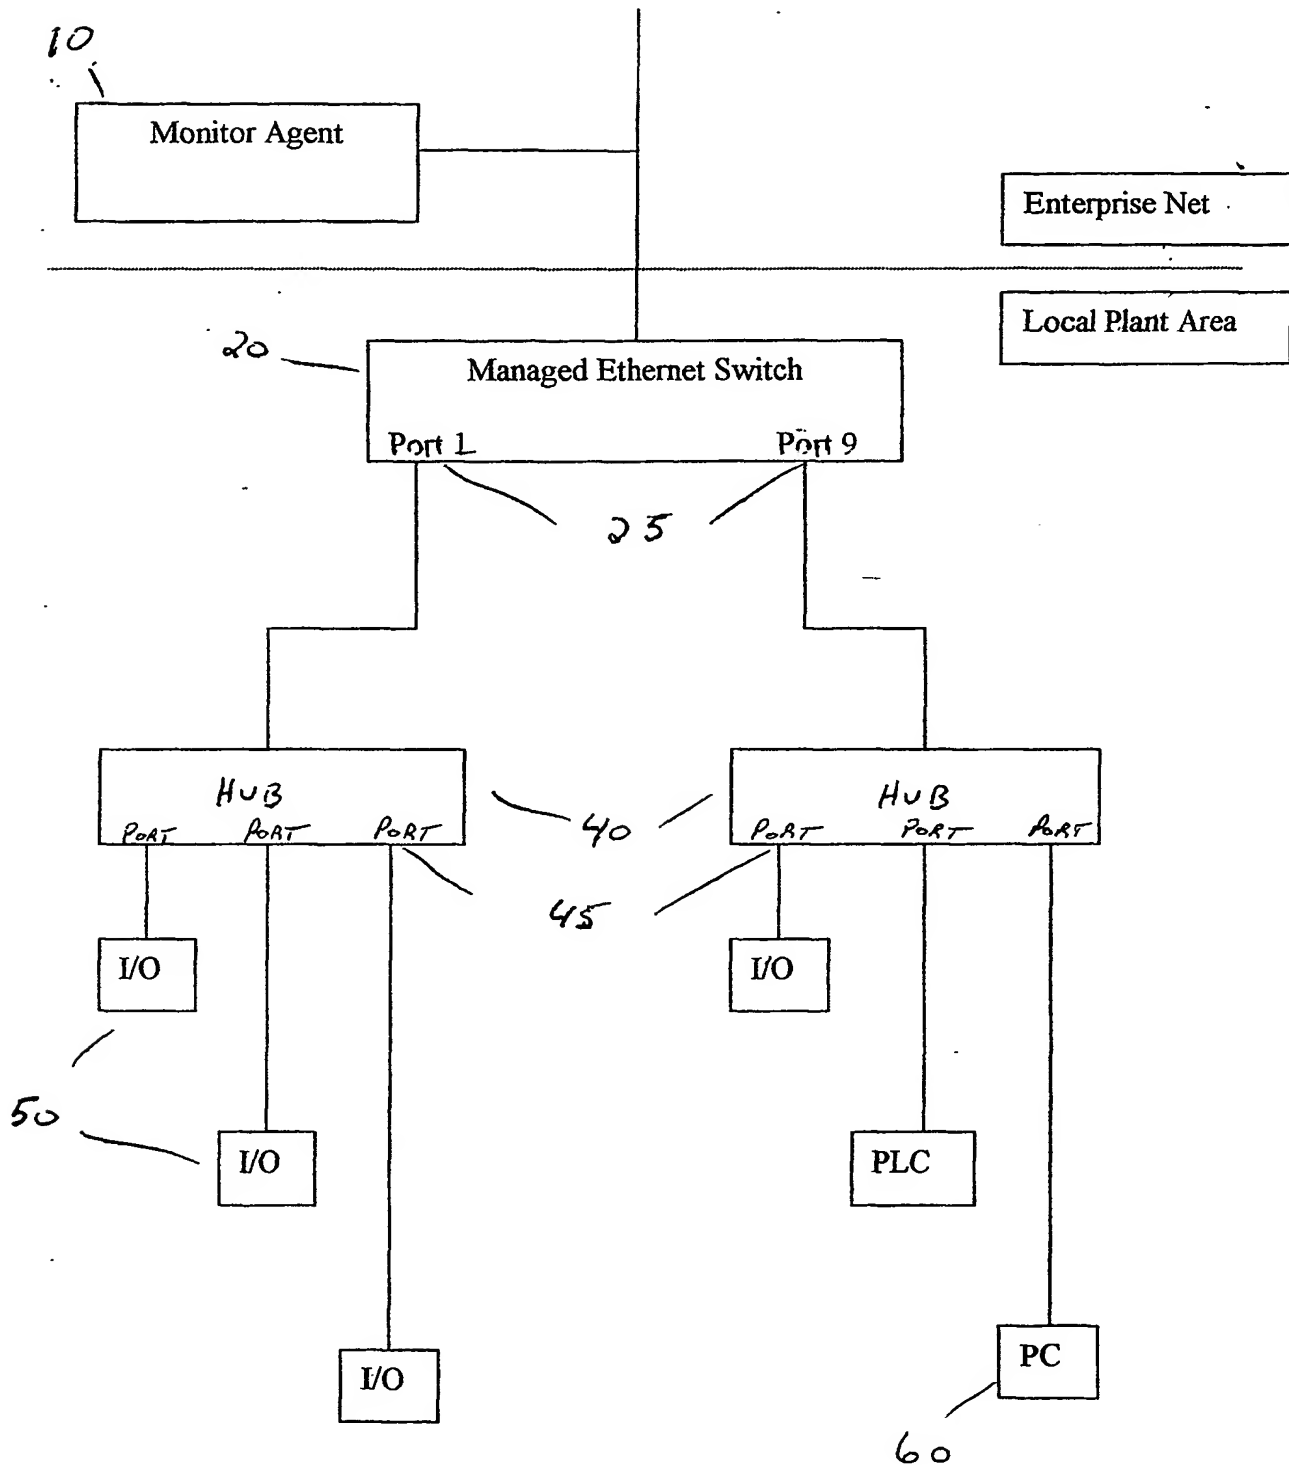 10
Monitor Agent
Enterprise Net
Local Plant Area
20
Managed Ethernet Switch
Port 1
Port 9
25
HUB
PORT PORT PORT
40
HUB
PORT PORT PORT
45
I/O
I/O
50
I/O
PLC
I/O
PC
60